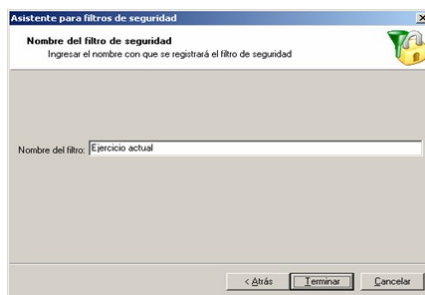 Asistente para filtros de seguridad
Nombre del filtro de seguridad
Ingresar el nombre con que se registrará el filtro de seguridad
Nombre del filtro: Ejercicio actual
< Atrás Terminar Cancelar